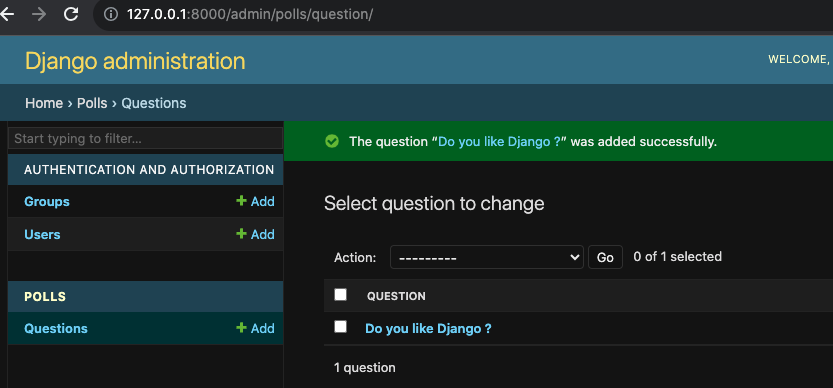 127.0.0.1:8000/admin/polls/question/
Django administration
WELCOME,
Home › Polls › Questions
Start typing to filter...
AUTHENTICATION AND AUTHORIZATION
Groups
+ Add
Users
+ Add
POLLS
Questions
+ Add
The question “Do you like Django ?” was added successfully.
Select question to change
Action: --------- Go 0 of 1 selected
QUESTION
Do you like Django ?
1 question